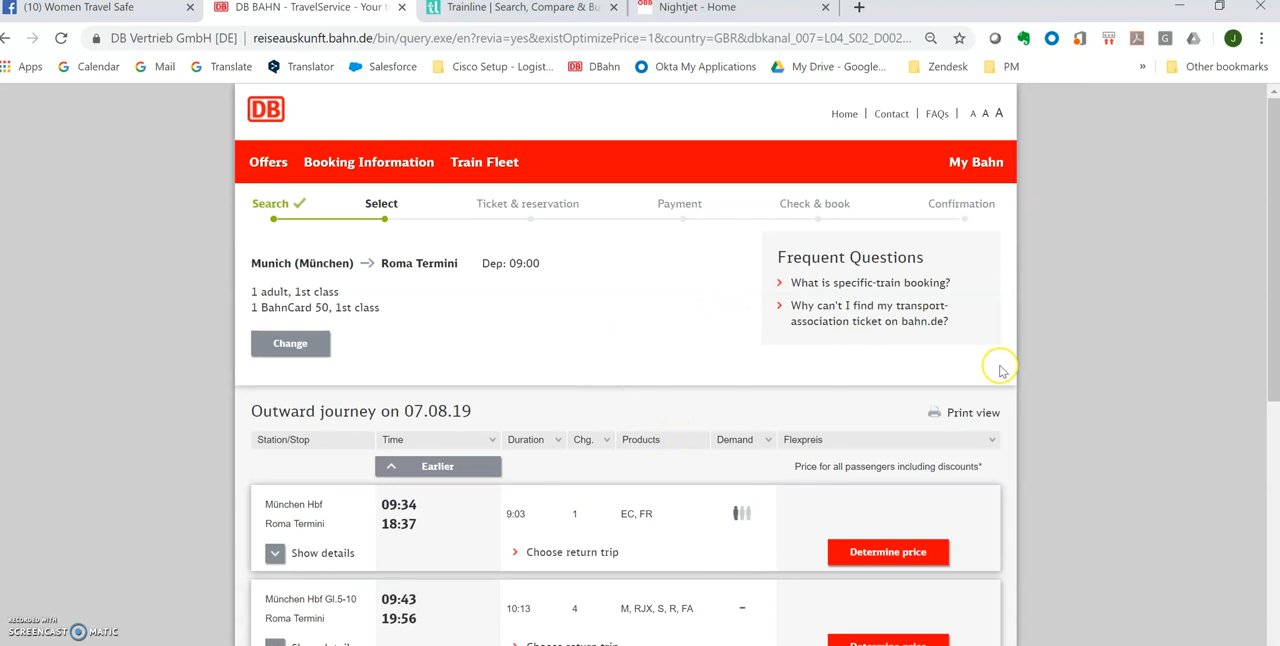 (10) Women Travel Safe
DB BAHN - TravelService - Your t
Trainline | Search, Compare & Bu
Nightjet - Home
DB Vertrieb GmbH [DE]
reiseauskunft.bahn.de/bin/query.exe/en?revia=yes&existOptimizePrice=1&country=GBR&dbkanal_007=L04_S02_D002...
Apps
Calendar
Mail
Translate
Translator
Salesforce
Cisco Setup - Logist...
DBahn
Okta My Applications
My Drive - Google...
Zendesk
PM
»
Other bookmarks
DB
Home | Contact | FAQs | A A A
Offers
Booking Information
Train Fleet
My Bahn
Search
Select
Ticket & reservation
Payment
Check & book
Confirmation
Munich (München)
Roma Termini
Dep: 09:00
1 adult, 1st class
1 BahnCard 50, 1st class
Change
Frequent Questions
What is specific-train booking?
Why can't I find my transport-
association ticket on bahn.de?
Outward journey on 07.08.19
Print view
Station/Stop
Time
Duration
Chg.
Products
Demand
Flexpreis
Earlier
Price for all passengers including discounts*
München Hbf
Roma Termini
09:34
18:37
9:03
1
EC, FR
Show details
Choose return trip
Determine price
München Hbf Gl.5-10
Roma Termini
09:43
19:56
10:13
4
M, RJX, S, R, FA
-
Show details
Choose return trip
Determine price
RECORDED WITH
SCREENCAST MATIC